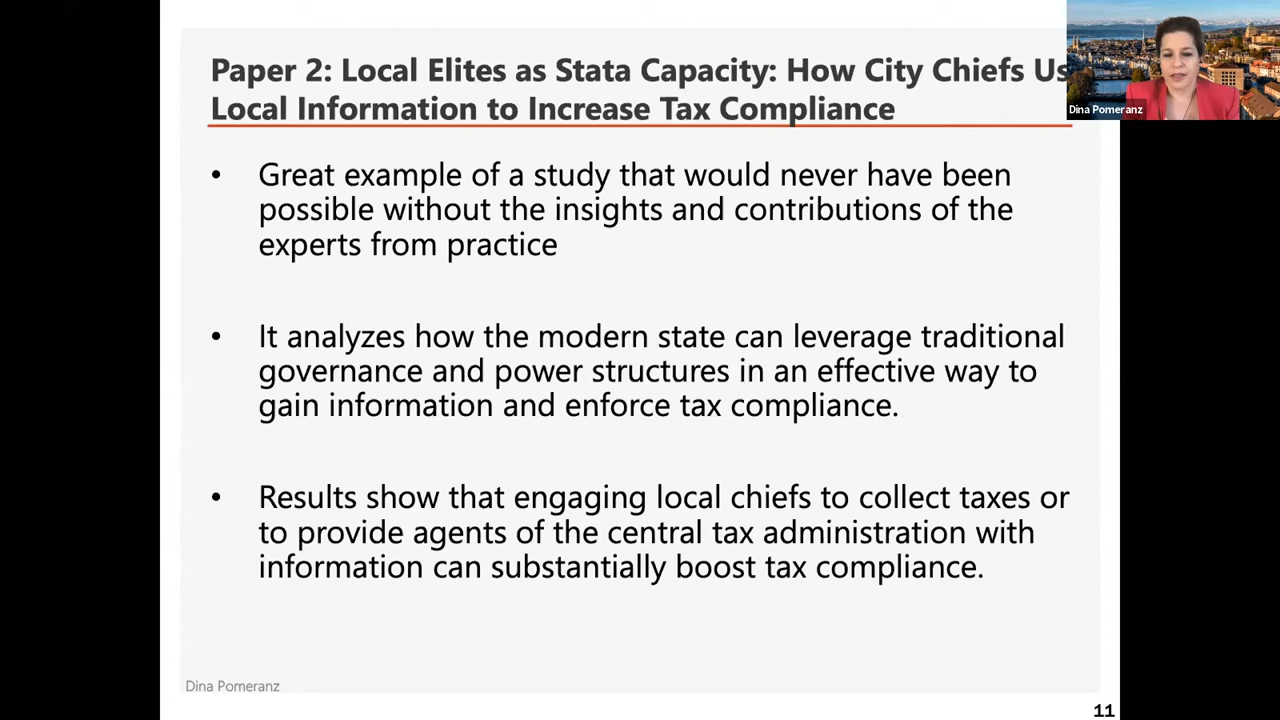 Paper 2: Local Elites as Stata Capacity: How City Chiefs Us
Local Information to Increase Tax Compliance
Dina Pomeranz
• Great example of a study that would never have been
possible without the insights and contributions of the
experts from practice
• It analyzes how the modern state can leverage traditional
governance and power structures in an effective way to
gain information and enforce tax compliance.
• Results show that engaging local chiefs to collect taxes or
to provide agents of the central tax administration with
information can substantially boost tax compliance.
Dina Pomeranz
11